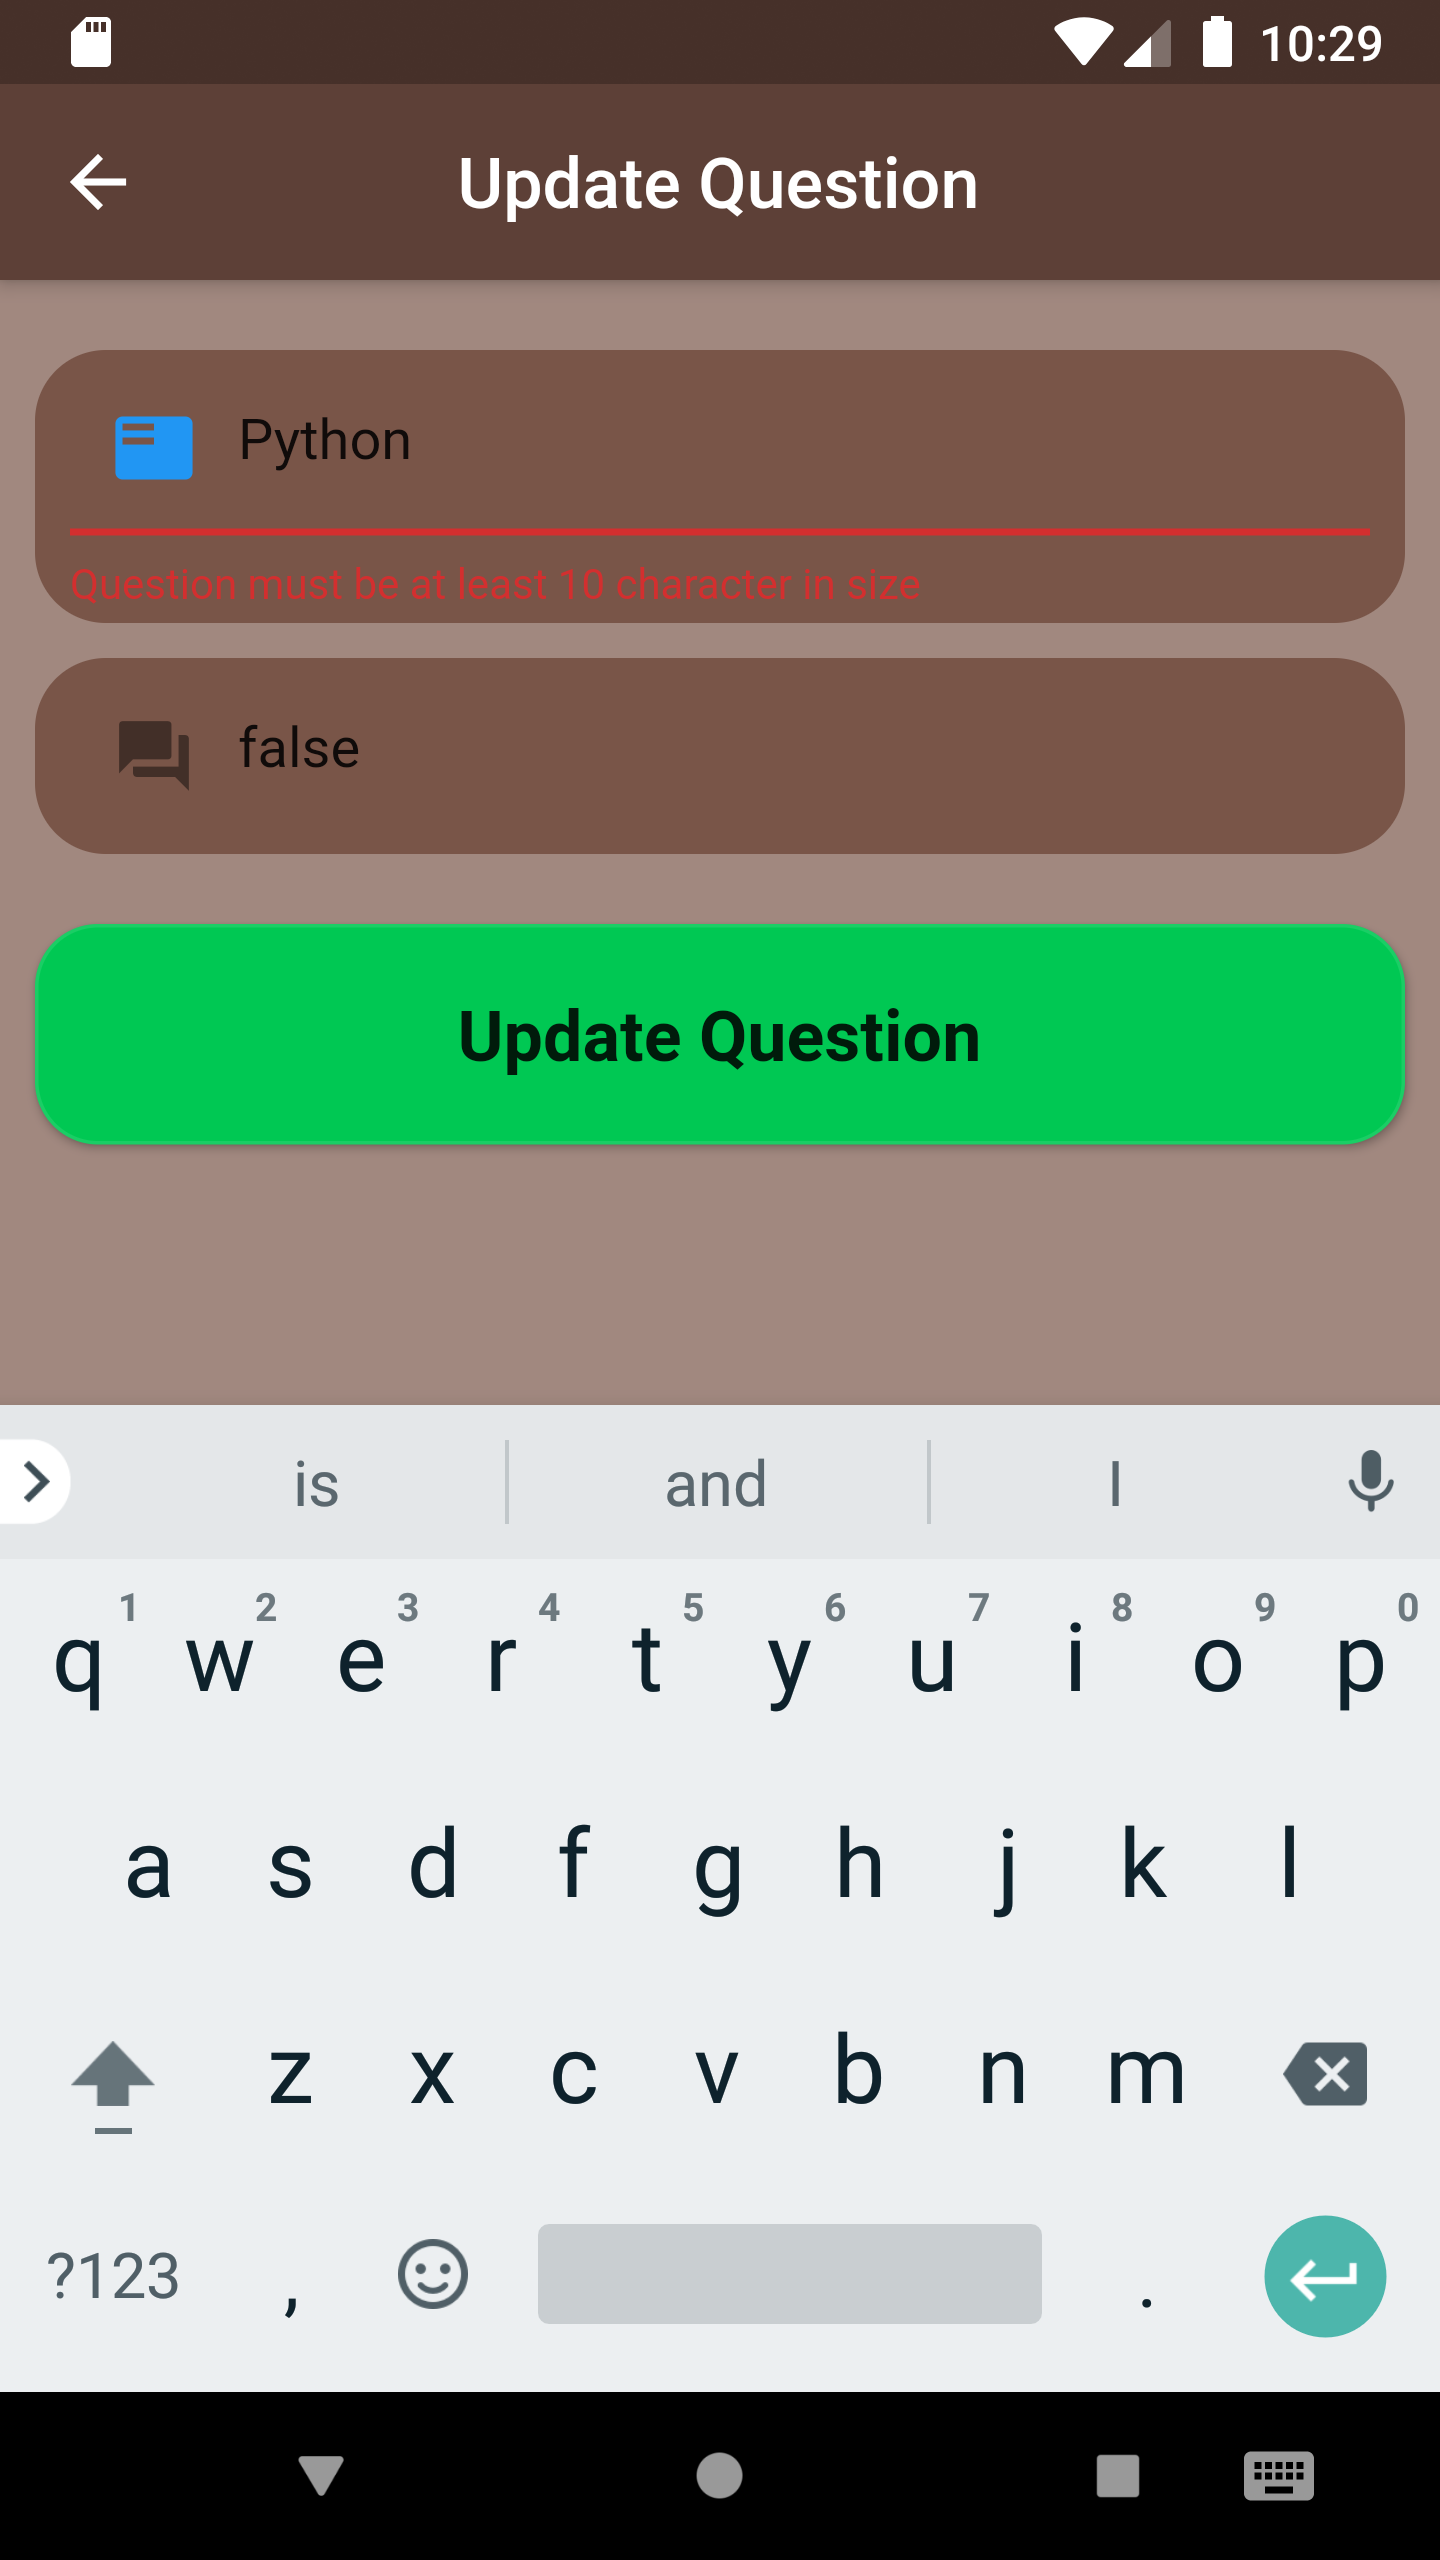 10:29
Update Question
Python
Question must be at least 10 character in size
false
Update Question
is and I
1 2 3 4 5 6 7 8 9 0
q w e r t y u i o p
a s d f g h j k l
z x c v b n m
?123 , .